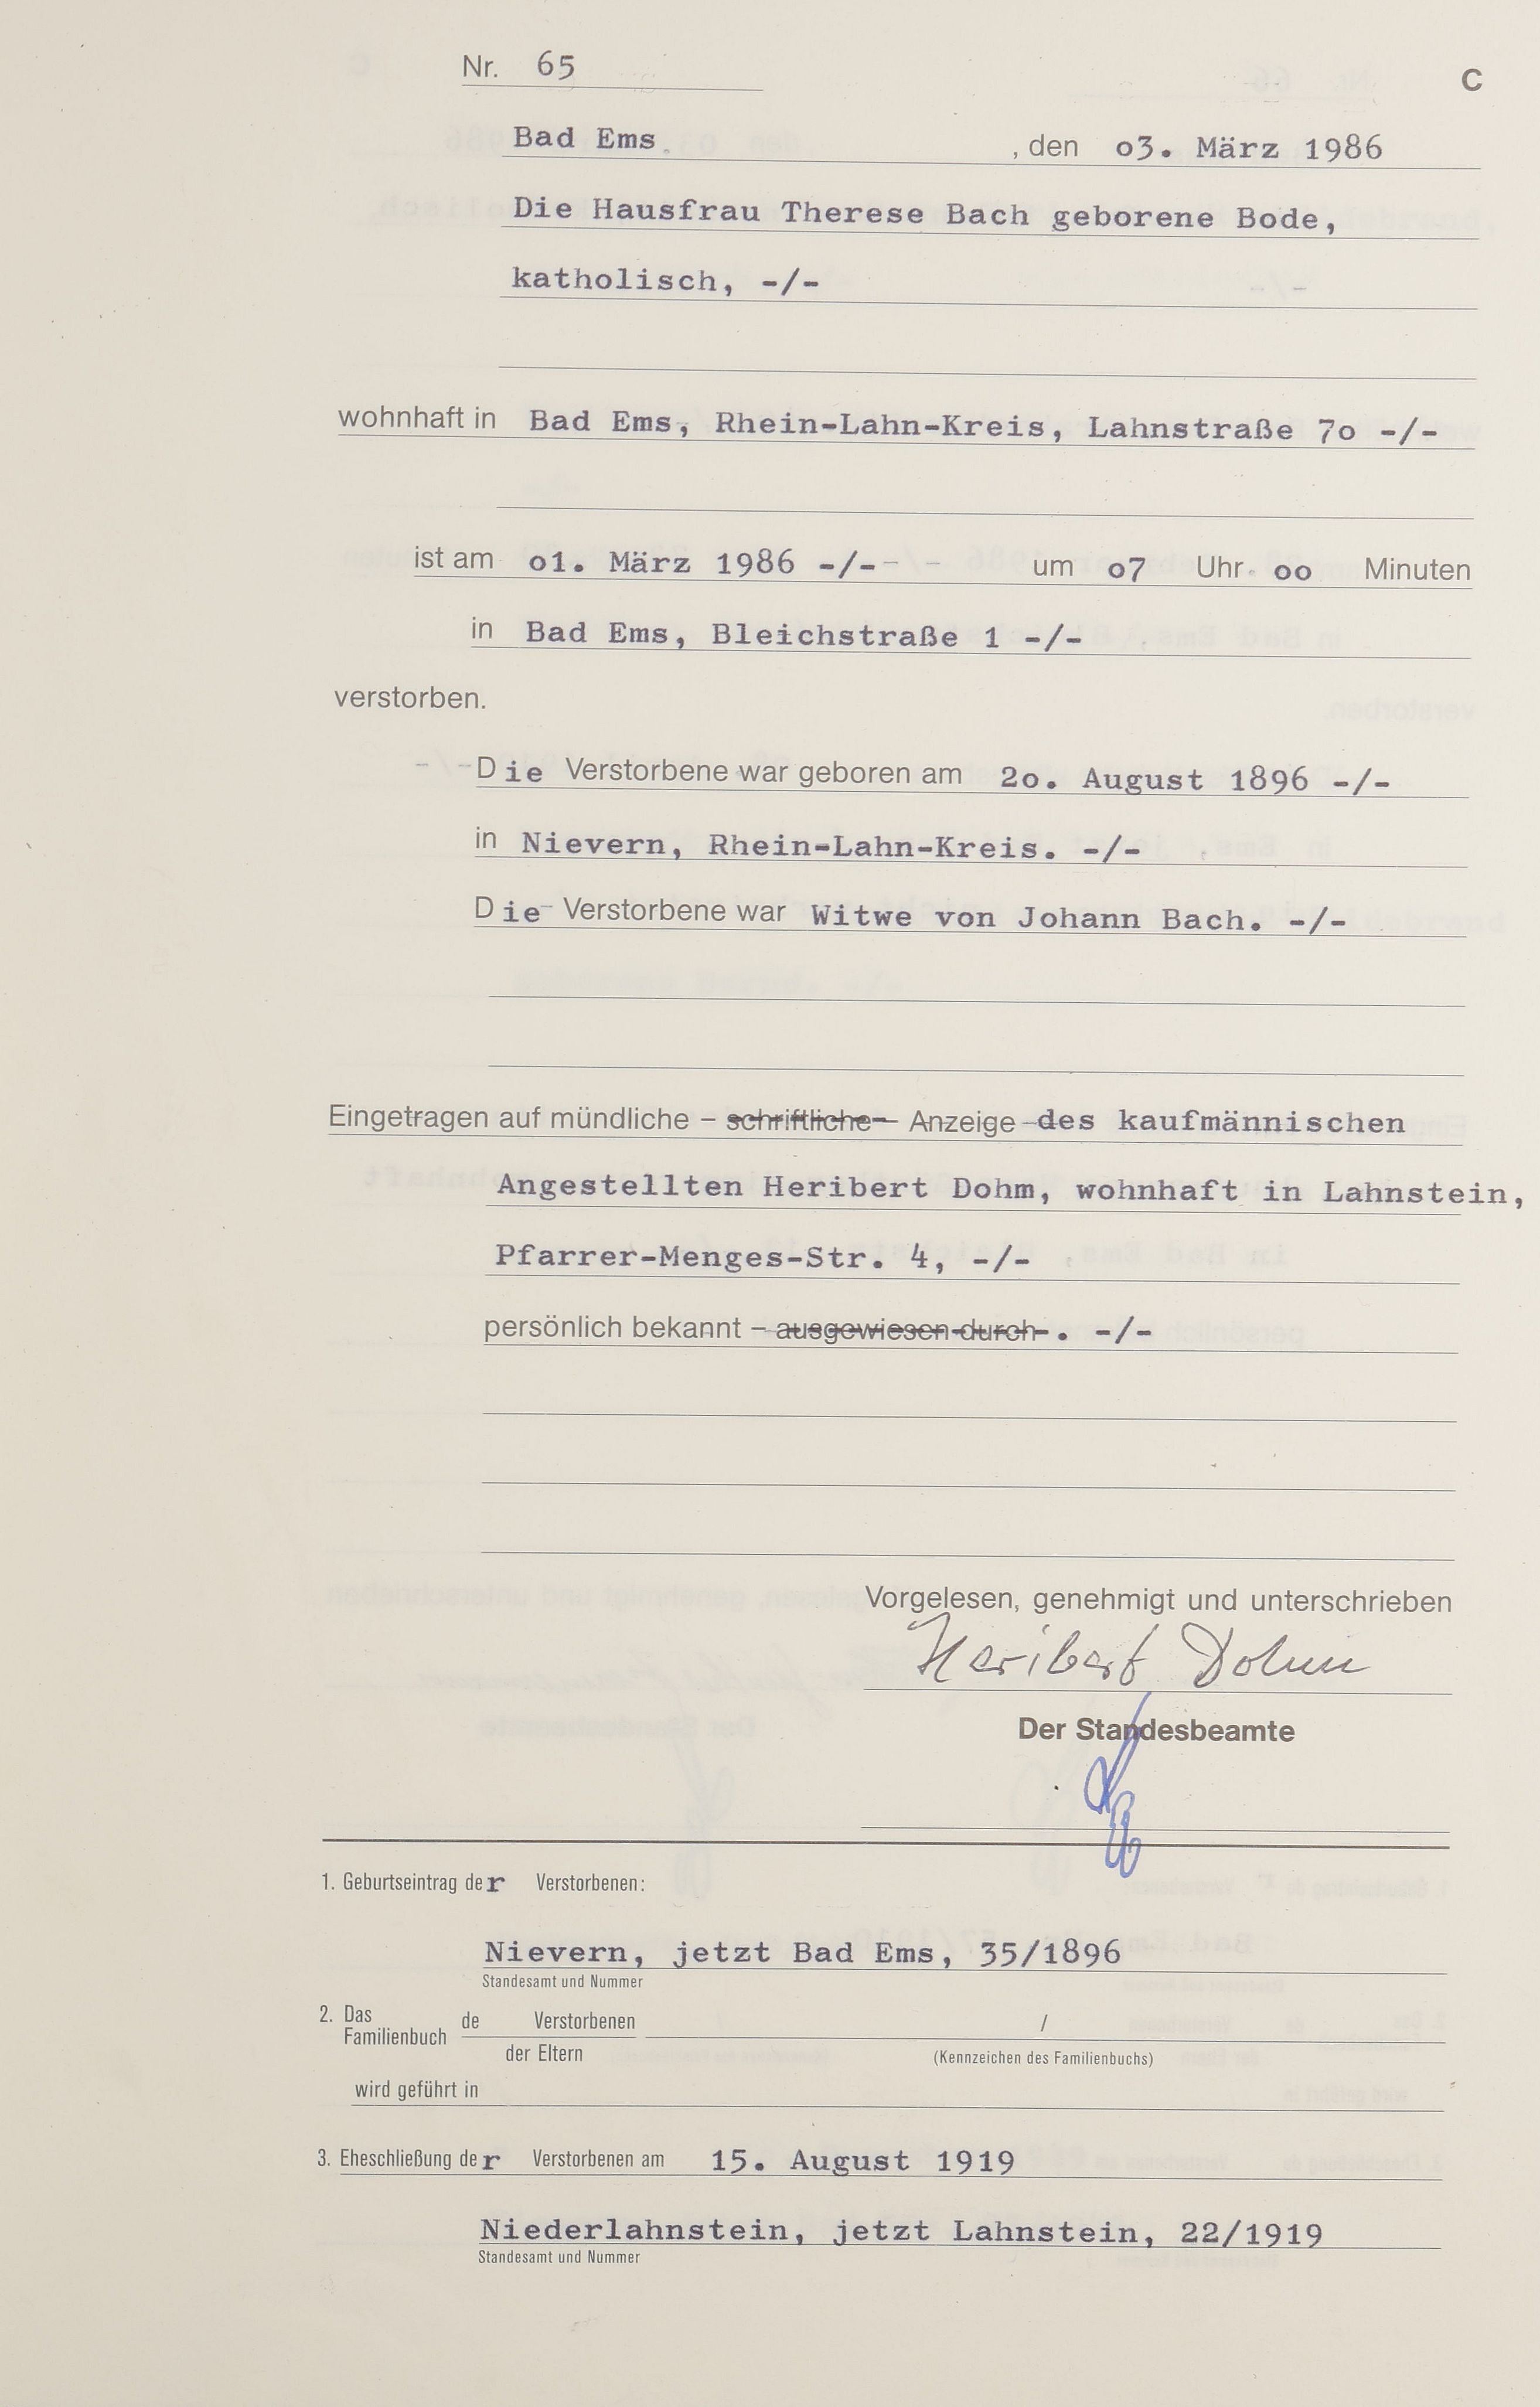 Nr. 65
C
Bad Ems , den o3. März 1986
Die Hausfrau Therese Bach geborene Bode,
katholisch, -/-
wohnhaft in Bad Ems, Rhein-Lahn-Kreis, Lahnstraße 7o -/-
ist am o1. März 1986 -/- um o7 Uhr oo Minuten
in Bad Ems, Bleichstraße 1 -/-
verstorben.
Die Verstorbene war geboren am 2o. August 1896 -/-
in Nievern, Rhein-Lahn-Kreis. -/-
Die Verstorbene war Witwe von Johann Bach. -/-
Eingetragen auf mündliche – schriftliche – Anzeige des kaufmännischen
Angestellten Heribert Dohm, wohnhaft in Lahnstein,
Pfarrer-Menges-Str. 4, -/-
persönlich bekannt – ausgewiesen durch . -/-
Vorgelesen, genehmigt und unterschrieben
Heribert Dohm
Der Standesbeamte
1. Geburtseintrag der Verstorbenen:
Nievern, jetzt Bad Ems, 35/1896
Standesamt und Nummer
2. Das Familienbuch de Verstorbenen /
der Eltern (Kennzeichen des Familienbuchs)
wird geführt in
3. Eheschließung der Verstorbenen am 15. August 1919
Niederlahnstein, jetzt Lahnstein, 22/1919
Standesamt und Nummer